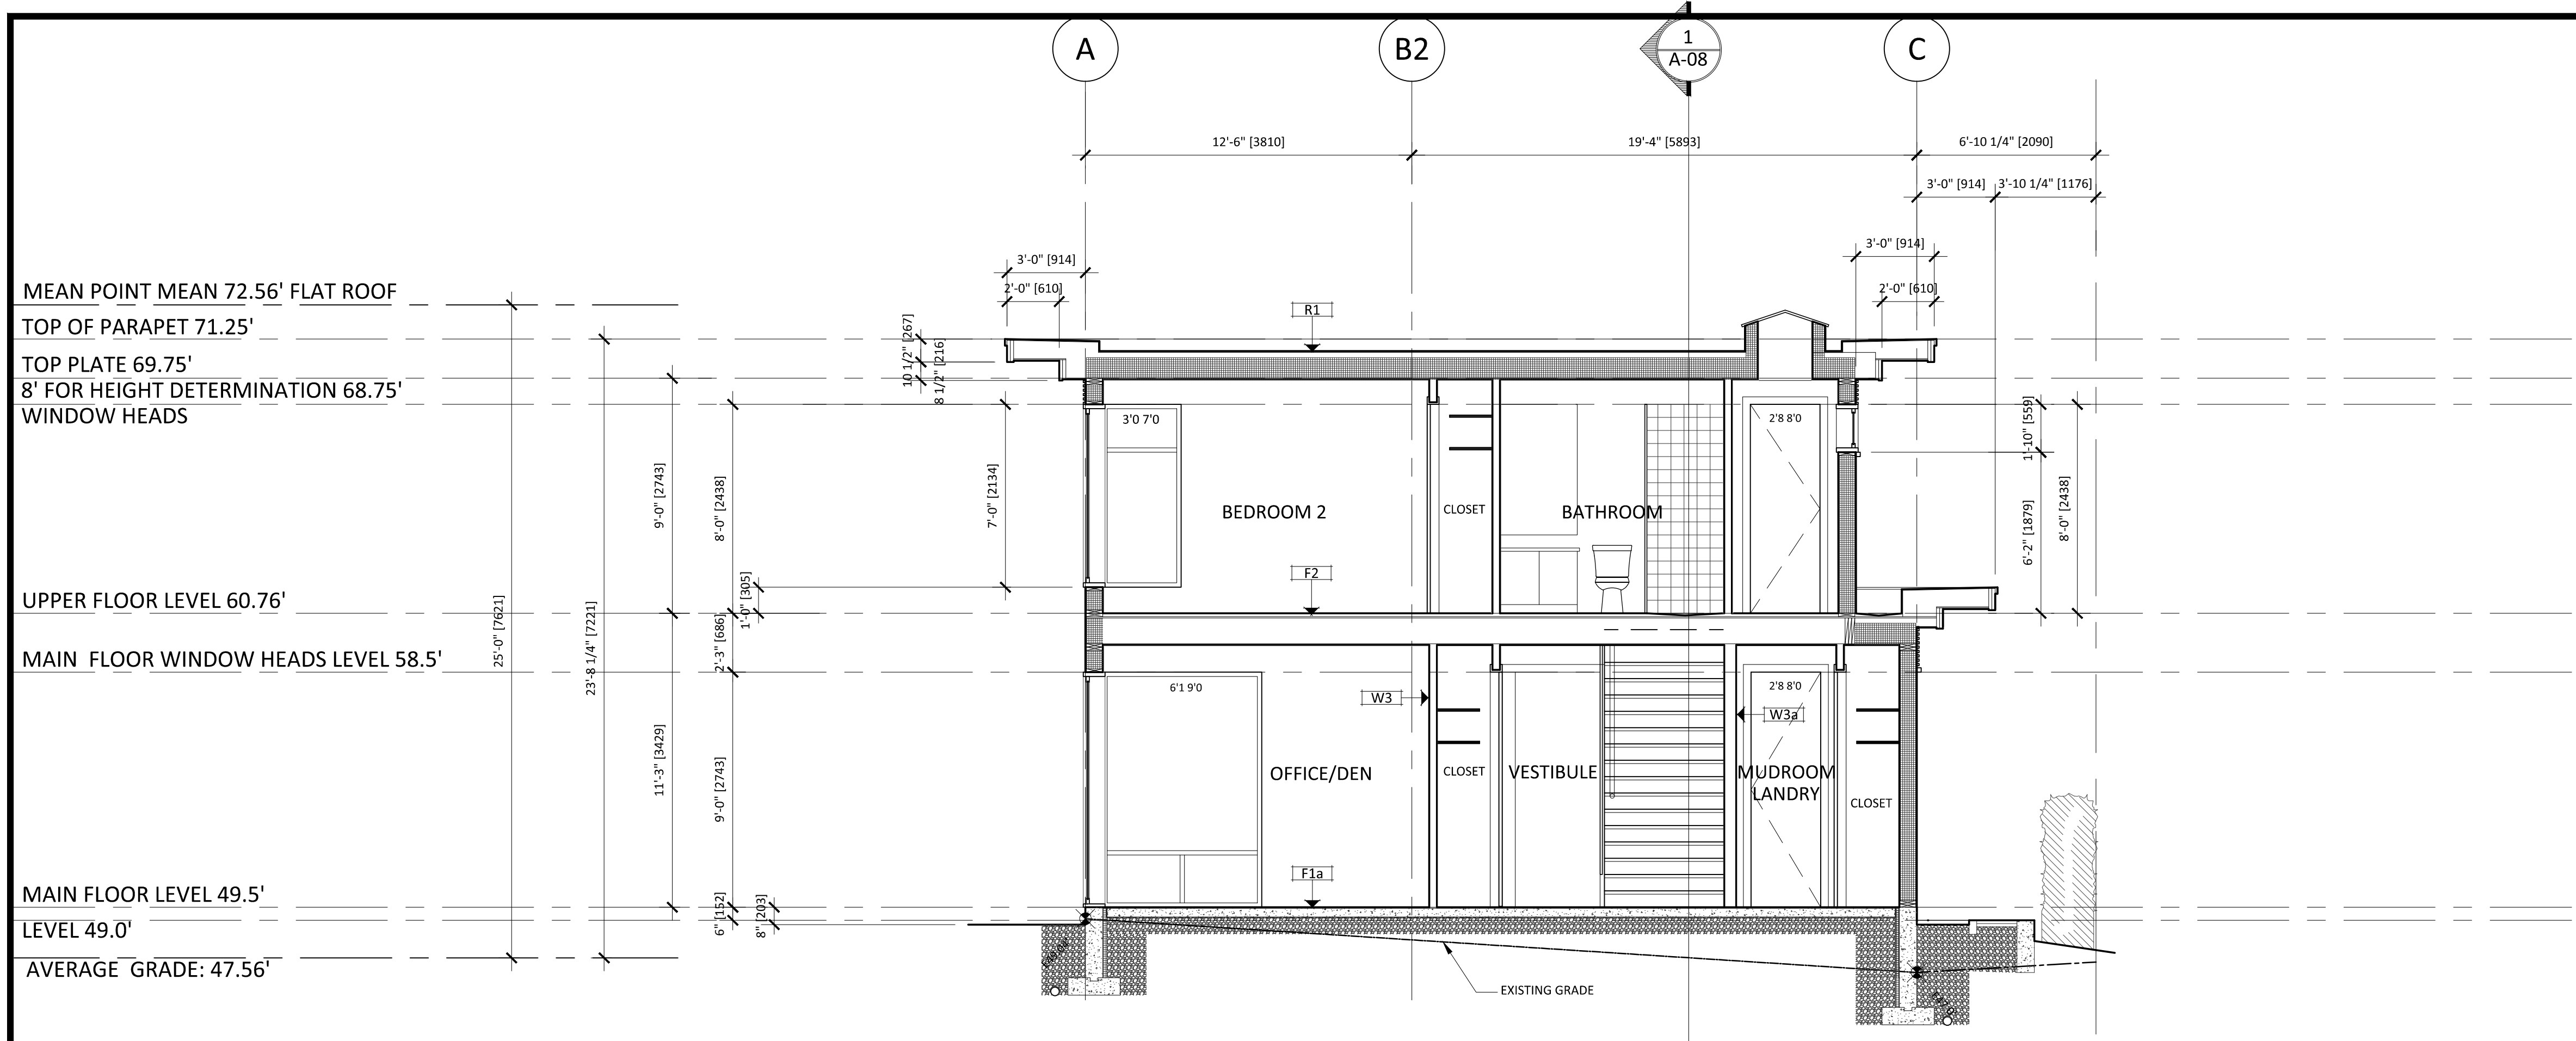 A
B2
1
A-08
C
12'-6" [3810]
19'-4" [5893]
6'-10 1/4" [2090]
3'-0" [914]
3'-10 1/4" [1176]
3'-0" [914]
2'-0" [610]
3'-0" [914]
2'-0" [610]
MEAN POINT MEAN 72.56' FLAT ROOF
TOP OF PARAPET 71.25'
TOP PLATE 69.75'
8' FOR HEIGHT DETERMINATION 68.75'
WINDOW HEADS
UPPER FLOOR LEVEL 60.76'
MAIN FLOOR WINDOW HEADS LEVEL 58.5'
MAIN FLOOR LEVEL 49.5'
LEVEL 49.0'
AVERAGE GRADE: 47.56'
25'-0" [7621]
23'-8 1/4" [7221]
9'-0" [2743]
11'-3" [3429]
8'-0" [2438]
2'-3" [686]
9'-0" [2743]
6" [152]
1'-0" [305]
8" [203]
10 1/2" [267]
8 1/2" [216]
7'-0" [2134]
R1
3'0 7'0
BEDROOM 2
CLOSET
BATHROOM
2'8 8'0
F2
1'-10" [559]
6'-2" [1879]
8'-0" [2438]
6'1 9'0
W3
W3a
2'8 8'0
OFFICE/DEN
CLOSET
VESTIBULE
MUDROOM
LANDRY
CLOSET
F1a
EXISTING GRADE